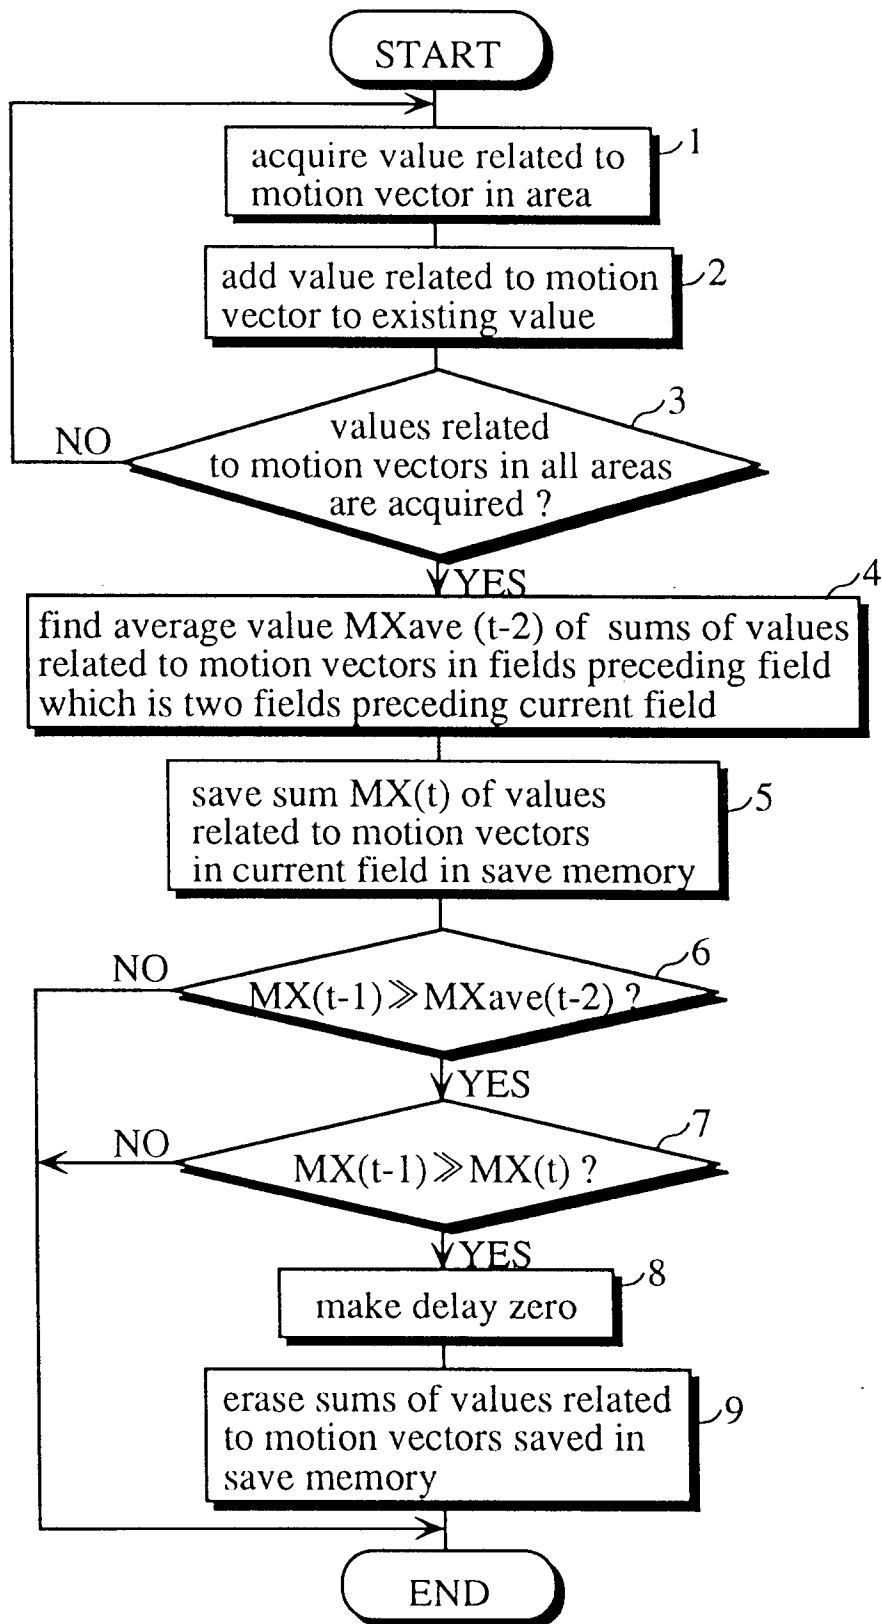 START
acquire value related to
motion vector in area
1
add value related to motion
vector to existing value
2
values related
to motion vectors in all areas
are acquired ?
3
NO
YES
4
find average value MXave (t-2) of sums of values
related to motion vectors in fields preceding field
which is two fields preceding current field
save sum MX(t) of values
related to motion vectors
in current field in save memory
5
6
NO
MX(t-1)≫MXave(t-2) ?
YES
7
NO
MX(t-1)≫MX(t) ?
YES
8
make delay zero
erase sums of values related
to motion vectors saved in
save memory
9
END